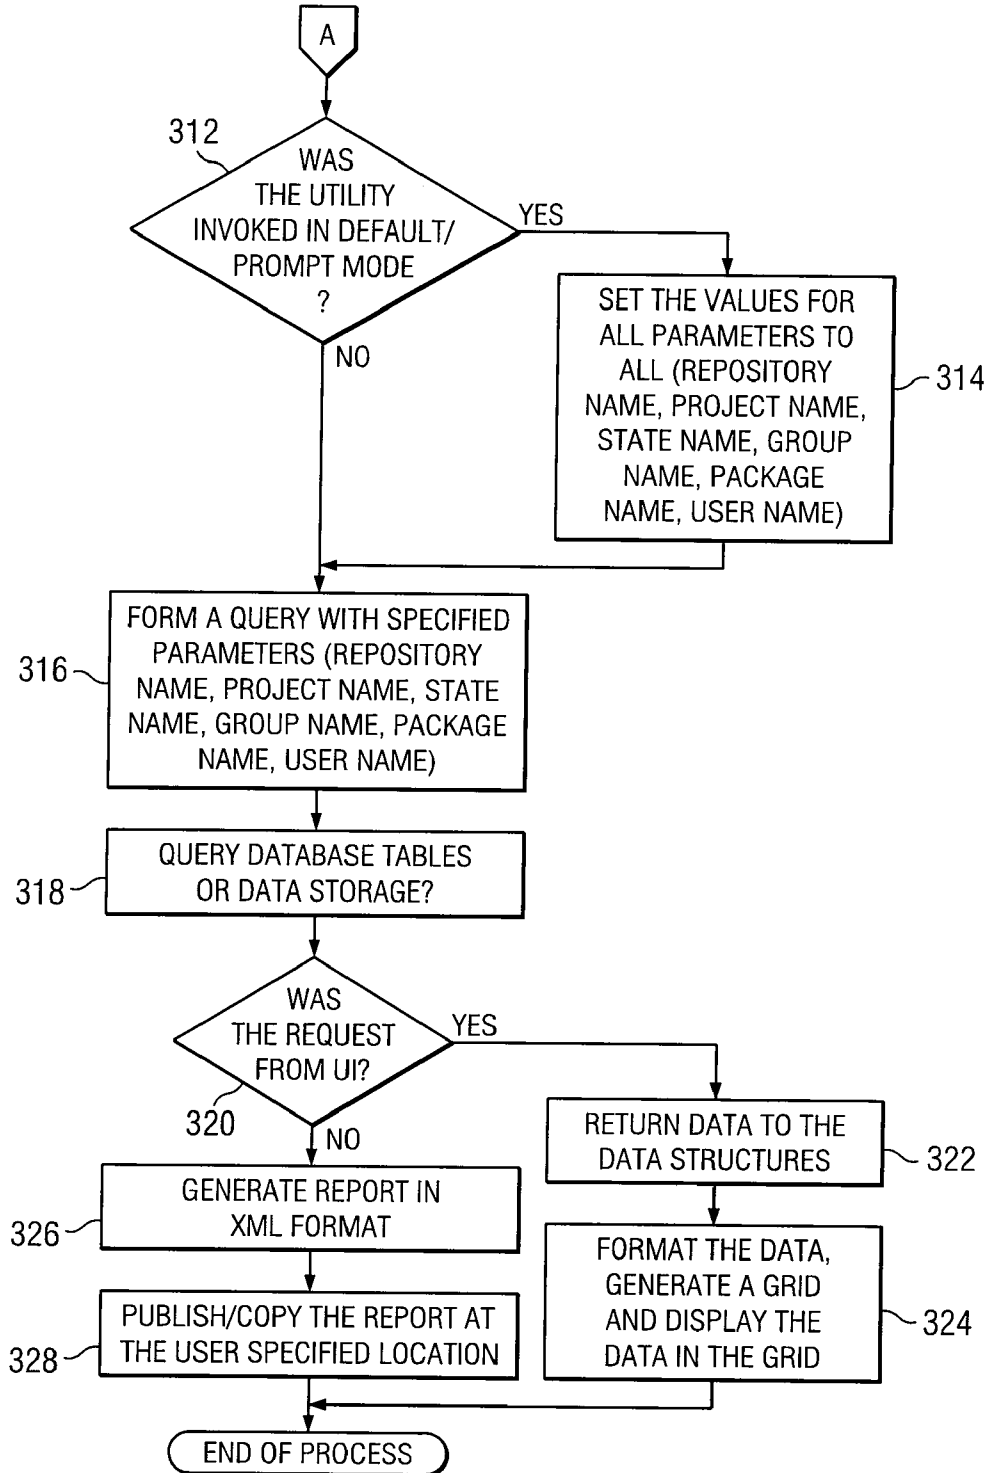 A
312
WAS
THE UTILITY
INVOKED IN DEFAULT/
PROMPT MODE
?
YES
NO
SET THE VALUES FOR
ALL PARAMETERS TO
ALL (REPOSITORY
NAME, PROJECT NAME,
STATE NAME, GROUP
NAME, PACKAGE
NAME, USER NAME)
314
FORM A QUERY WITH SPECIFIED
PARAMETERS (REPOSITORY
NAME, PROJECT NAME, STATE
NAME, GROUP NAME, PACKAGE
NAME, USER NAME)
316
QUERY DATABASE TABLES
OR DATA STORAGE?
318
WAS
THE REQUEST
FROM UI?
320
YES
NO
RETURN DATA TO THE
DATA STRUCTURES
322
GENERATE REPORT IN
XML FORMAT
326
FORMAT THE DATA,
GENERATE A GRID
AND DISPLAY THE
DATA IN THE GRID
324
PUBLISH/COPY THE REPORT AT
THE USER SPECIFIED LOCATION
328
END OF PROCESS